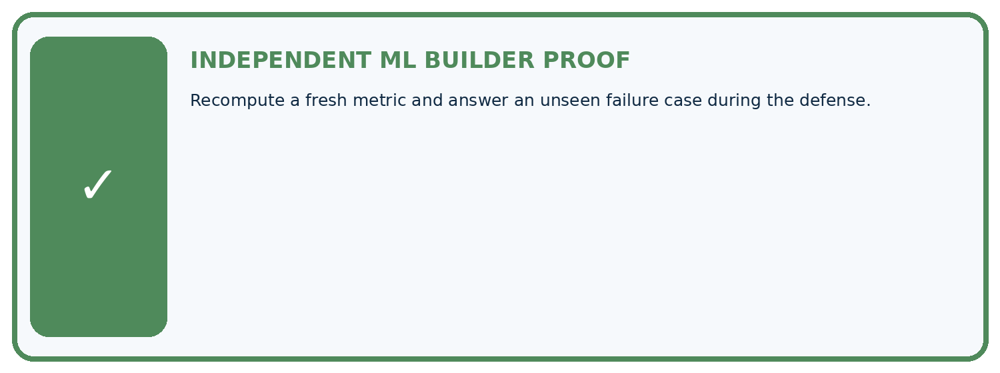 INDEPENDENT ML BUILDER PROOF
Recompute a fresh metric and answer an unseen failure case during the defense.
✓